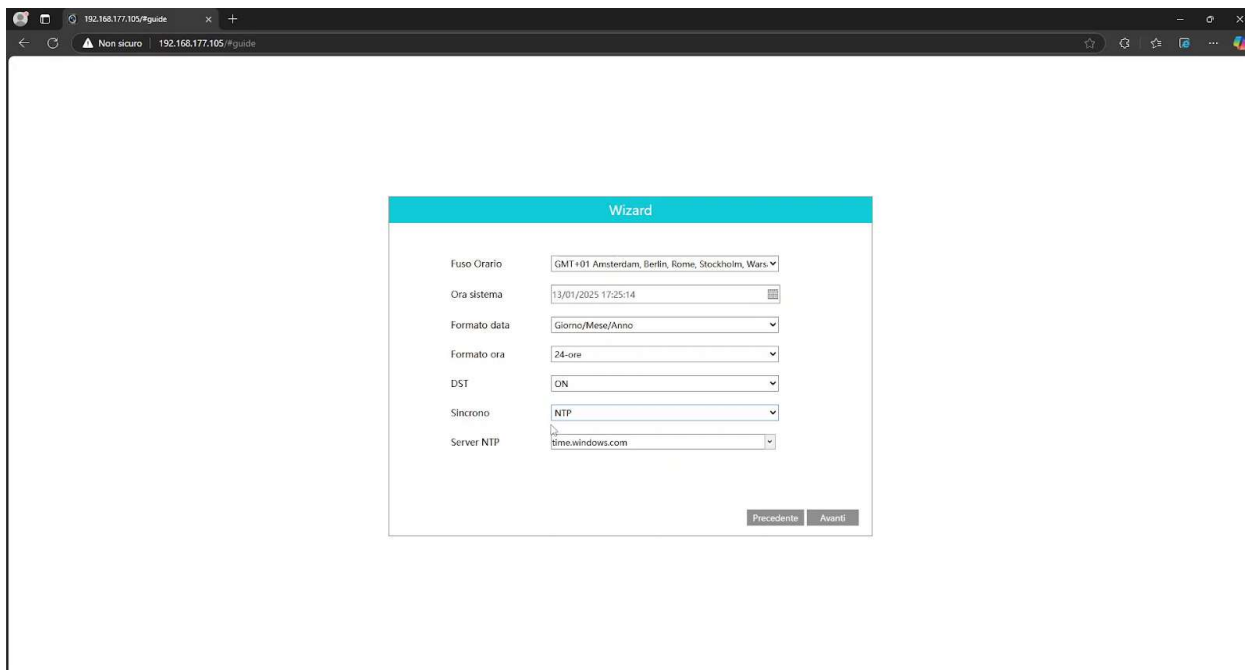 192.168.177.105/#guide
Non sicuro 192.168.177.105/#guide
Wizard
Fuso Orario GMT+01 Amsterdam, Berlin, Rome, Stockholm, Wars
Ora sistema 13/01/2025 17:25:14
Formato data Giorno/Mese/Anno
Formato ora 24-ore
DST ON
Sincrono NTP
Server NTP time.windows.com
Precedente Avanti